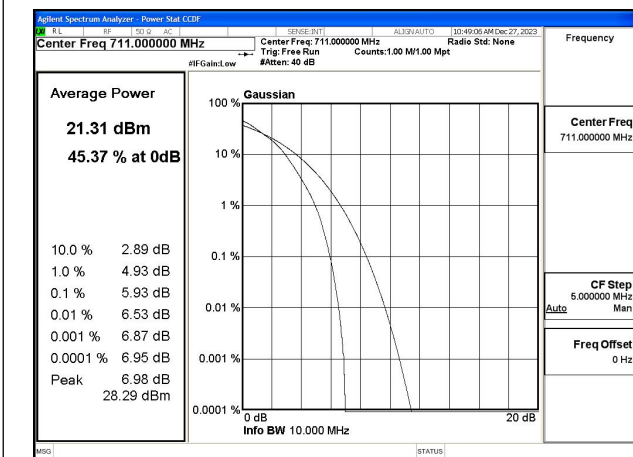 Agilent Spectrum Analyzer - Power Stat CCDF
RL RF 50 Ω AC SENSE:INT ALIGN AUTO 10:49:06 AM Dec 27, 2023
Center Freq 711.000000 MHz
Center Freq: 711.000000 MHz Radio Std: None
Trig: Free Run Counts:1.00 M/1.00 Mpt
#IFGain:Low #Atten: 40 dB
Frequency
Average Power
21.31 dBm
45.37 % at 0dB
10.0 % 2.89 dB
1.0 % 4.93 dB
0.1 % 5.93 dB
0.01 % 6.53 dB
0.001 % 6.87 dB
0.0001 % 6.95 dB
Peak 6.98 dB
28.29 dBm
Gaussian
100 %
10 %
1 %
0.1 %
0.01 %
0.001 %
0.0001 %
0 dB 20 dB
Info BW 10.000 MHz
Center Freq
711.000000 MHz
CF Step
5.000000 MHz
Auto Man
Freq Offset
0 Hz
MSG STATUS